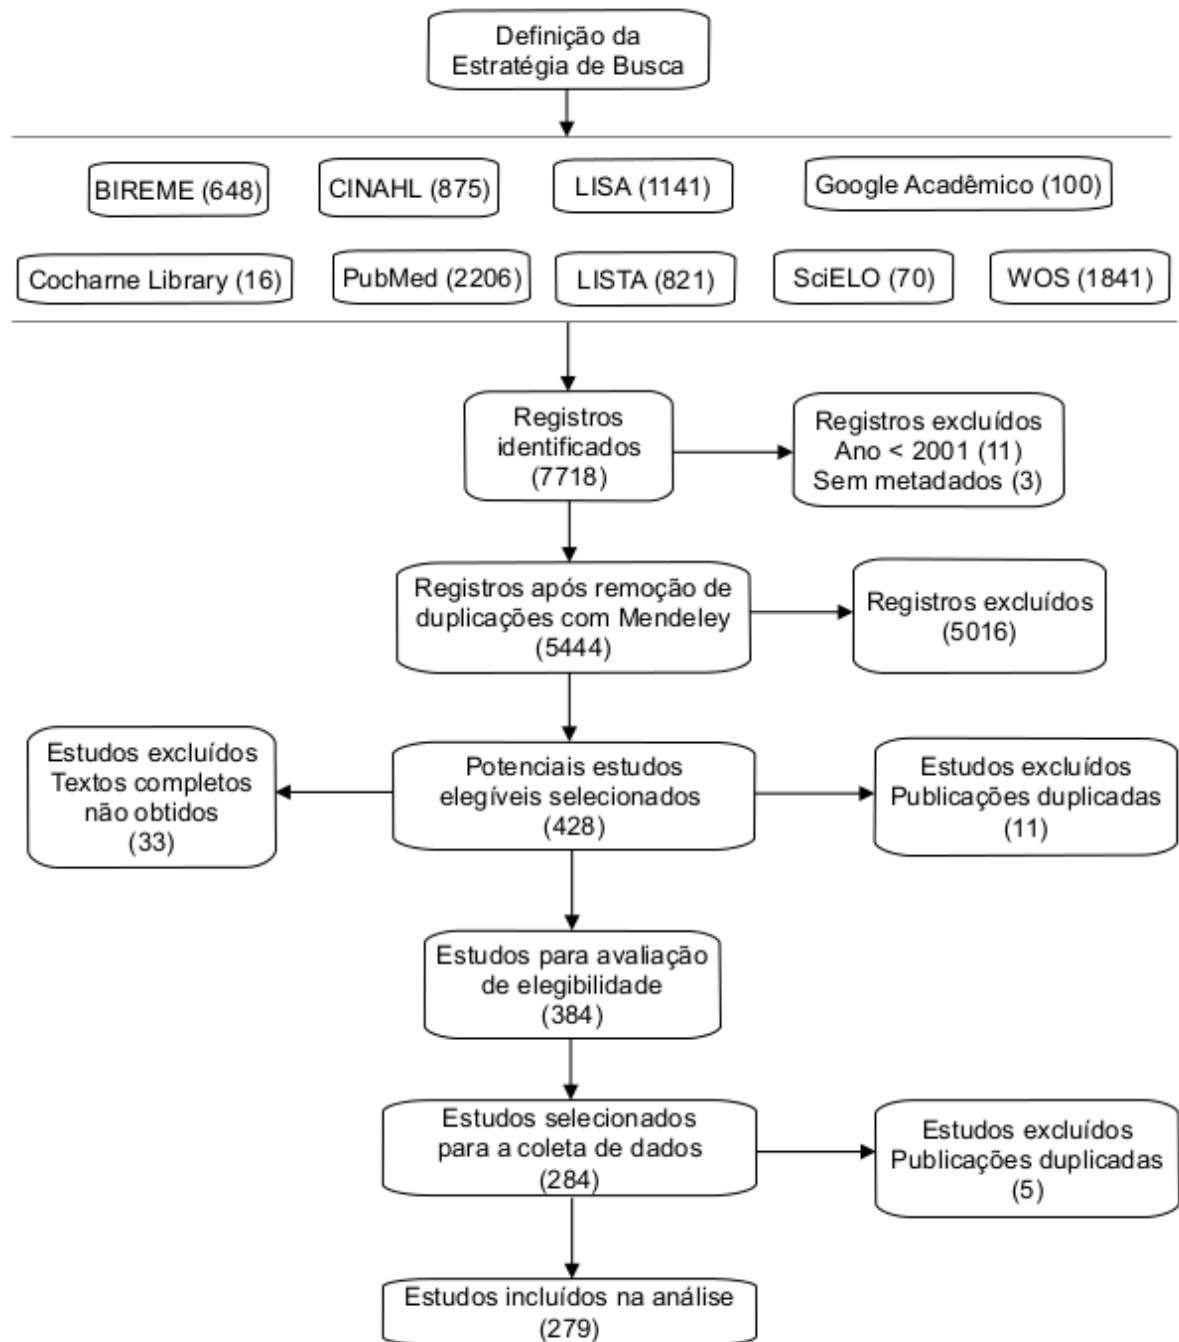 Definição da
Estratégia de Busca
BIREME (648)
CINAHL (875)
LISA (1141)
Google Acadêmico (100)
Cocharne Library (16)
PubMed (2206)
LISTA (821)
SciELO (70)
WOS (1841)
Registros
identificados
(7718)
Registros excluídos
Ano < 2001 (11)
Sem metadados (3)
Registros após remoção de
duplicações com Mendeley
(5444)
Registros excluídos
(5016)
Estudos excluídos
Textos completos
não obtidos
(33)
Potenciais estudos
elegíveis selecionados
(428)
Estudos excluídos
Publicações duplicadas
(11)
Estudos para avaliação
de elegibilidade
(384)
Estudos selecionados
para a coleta de dados
(284)
Estudos excluídos
Publicações duplicadas
(5)
Estudos incluídos na análise
(279)